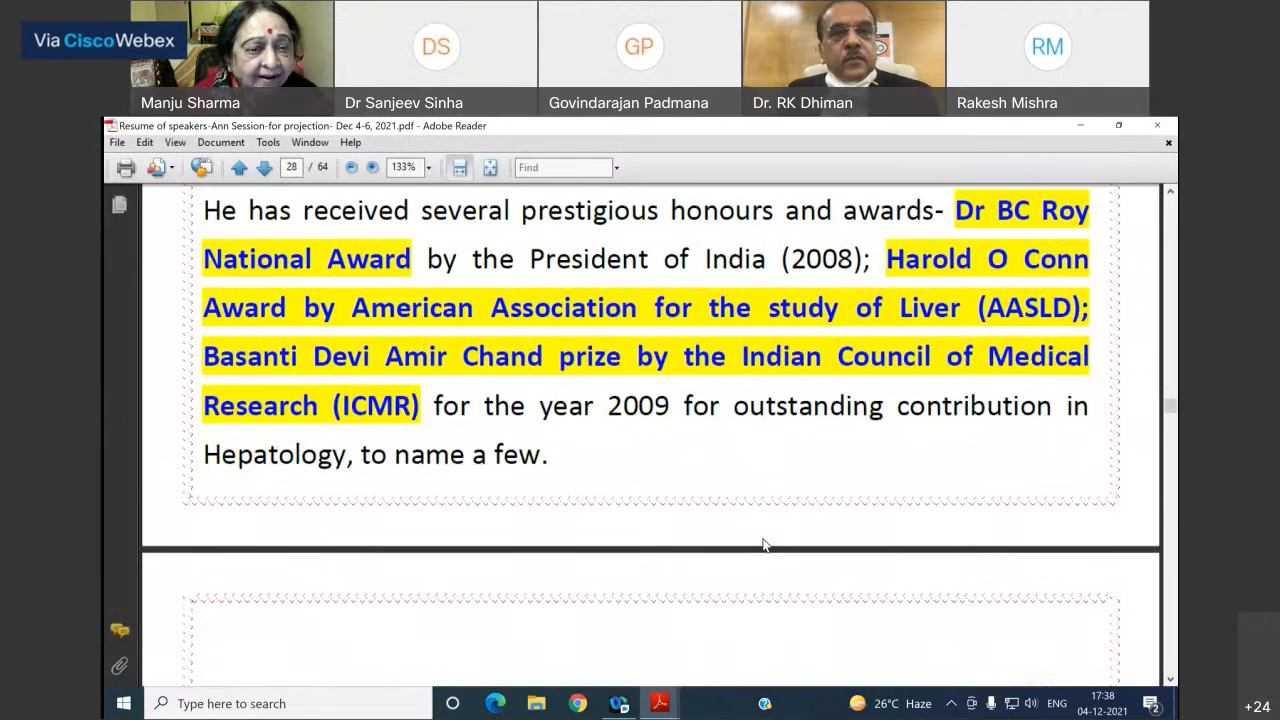 Via Cisco Webex
DS
GP
RM
Manju Sharma
Dr Sanjeev Sinha
Govindarajan Padmana
Dr. RK Dhiman
Rakesh Mishra
Resume of speakers-Ann Session-for projection- Dec 4-6, 2021.pdf - Adobe Reader
File Edit View Document Tools Window Help
28 / 64 133% Find
He has received several prestigious honours and awards- Dr BC Roy
National Award by the President of India (2008); Harold O Conn
Award by American Association for the study of Liver (AASLD);
Basanti Devi Amir Chand prize by the Indian Council of Medical
Research (ICMR) for the year 2009 for outstanding contribution in
Hepatology, to name a few.
Type here to search
26°C Haze
ENG
17:38
04-12-2021
2
+24